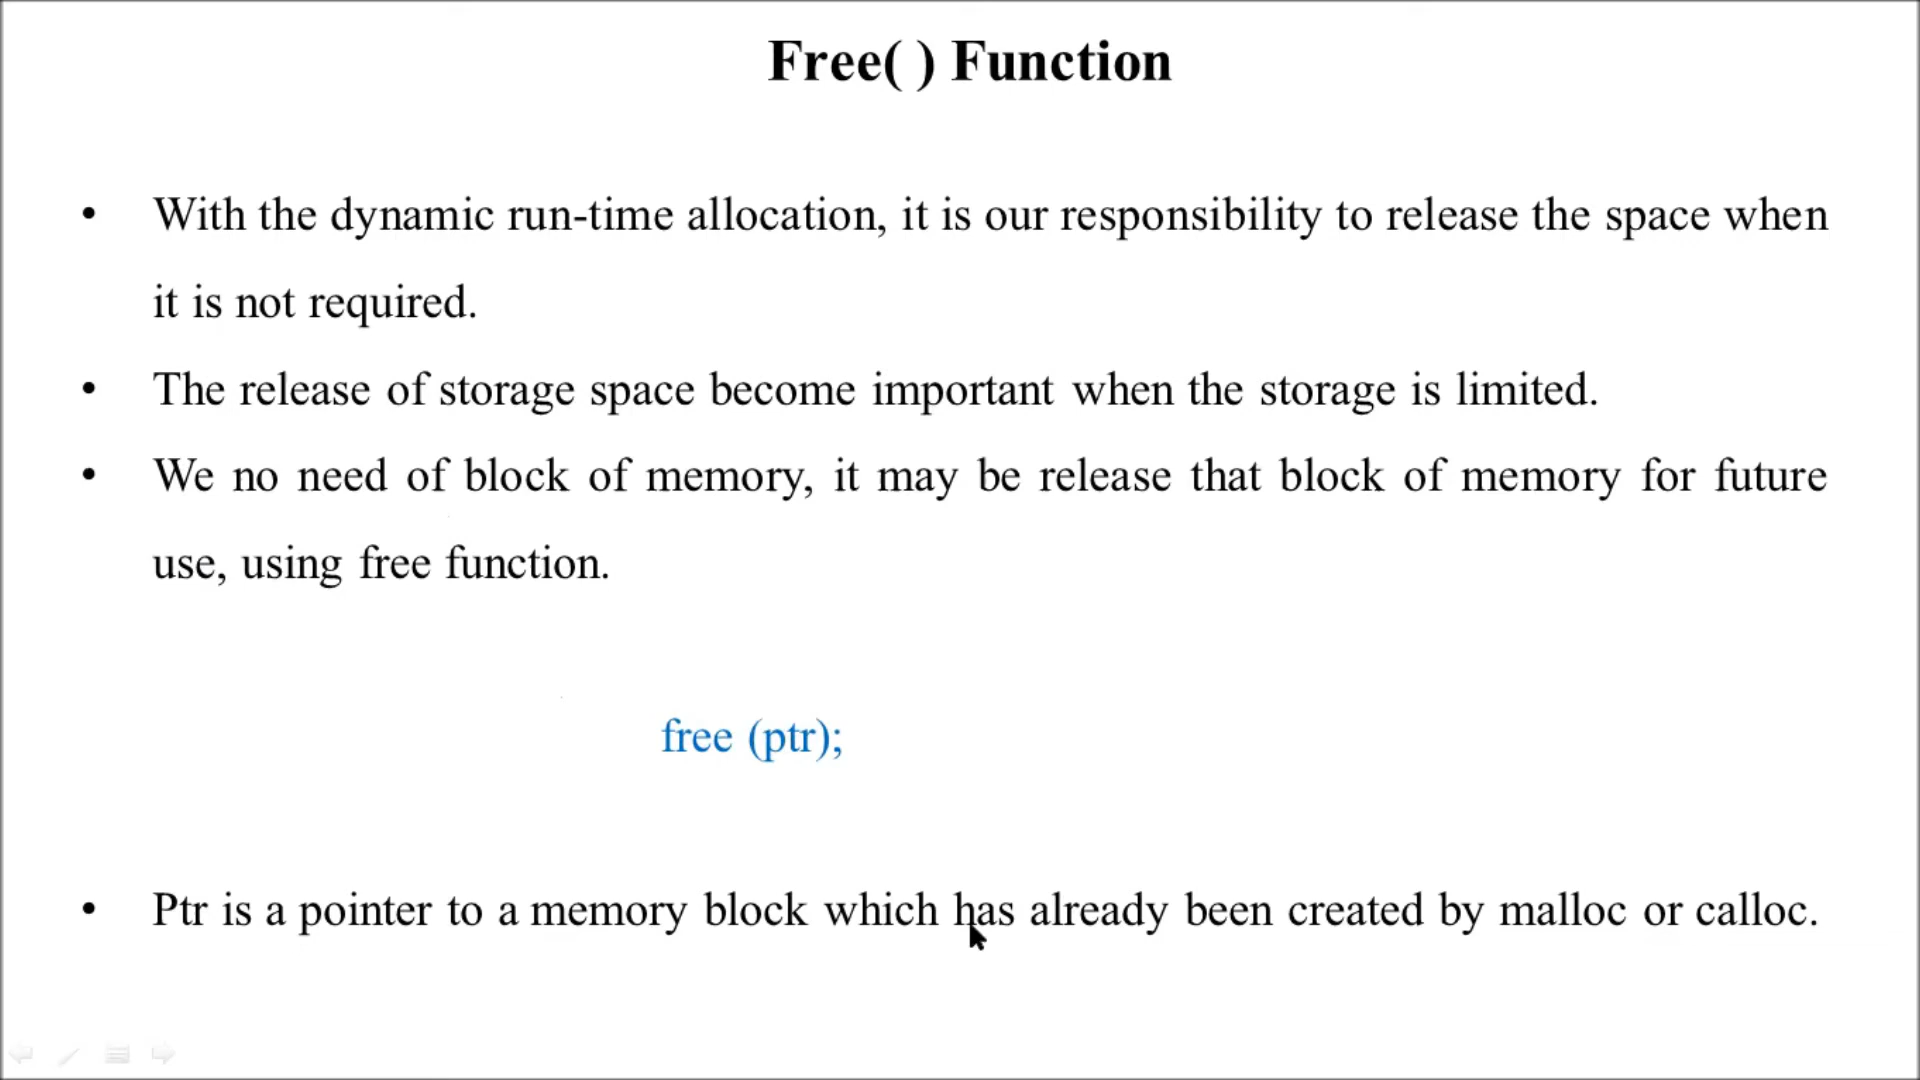 Free( ) Function
• With the dynamic run-time allocation, it is our responsibility to release the space when
it is not required.
• The release of storage space become important when the storage is limited.
• We no need of block of memory, it may be release that block of memory for future
use, using free function.
free (ptr);
• Ptr is a pointer to a memory block which has already been created by malloc or calloc.